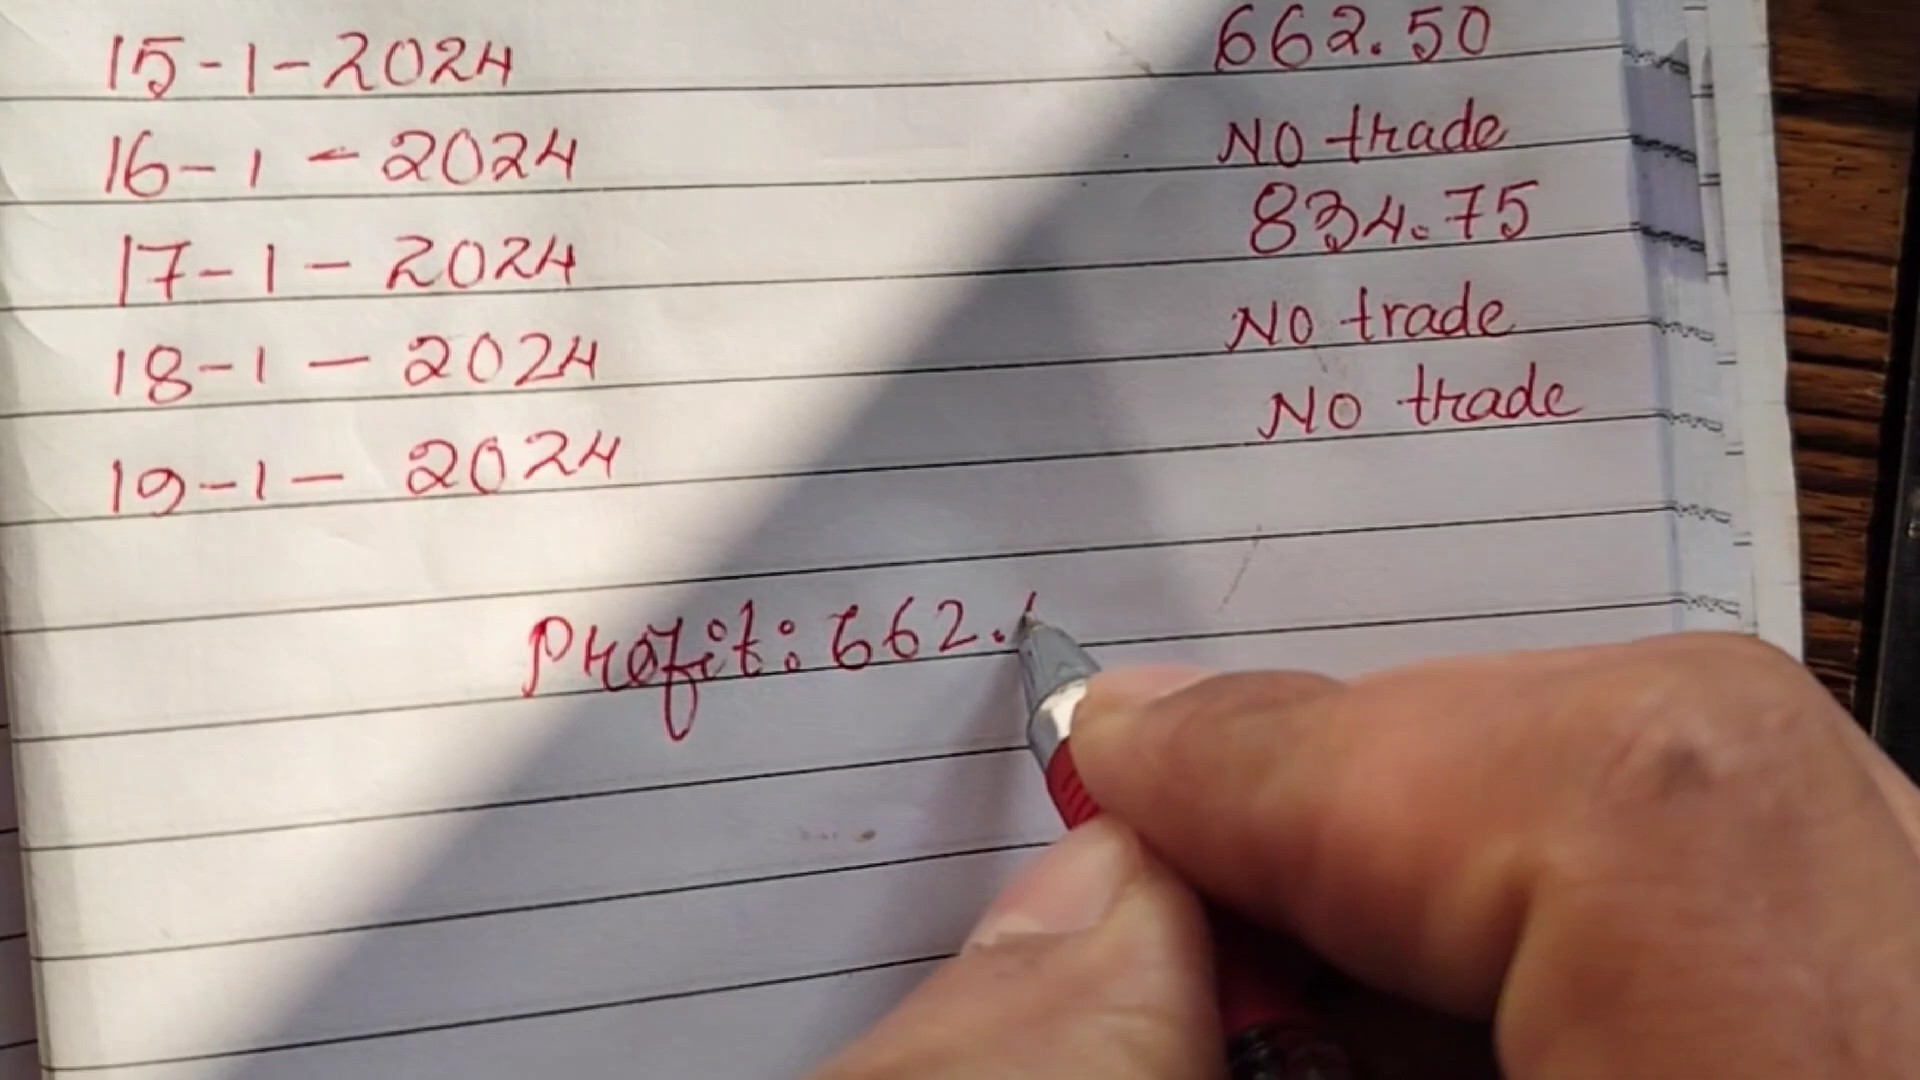 15-1-2024 662.50
16-1-2024 No trade
17-1-2024 834.75
18-1-2024 No trade
19-1-2024 No trade
Profit: 662.